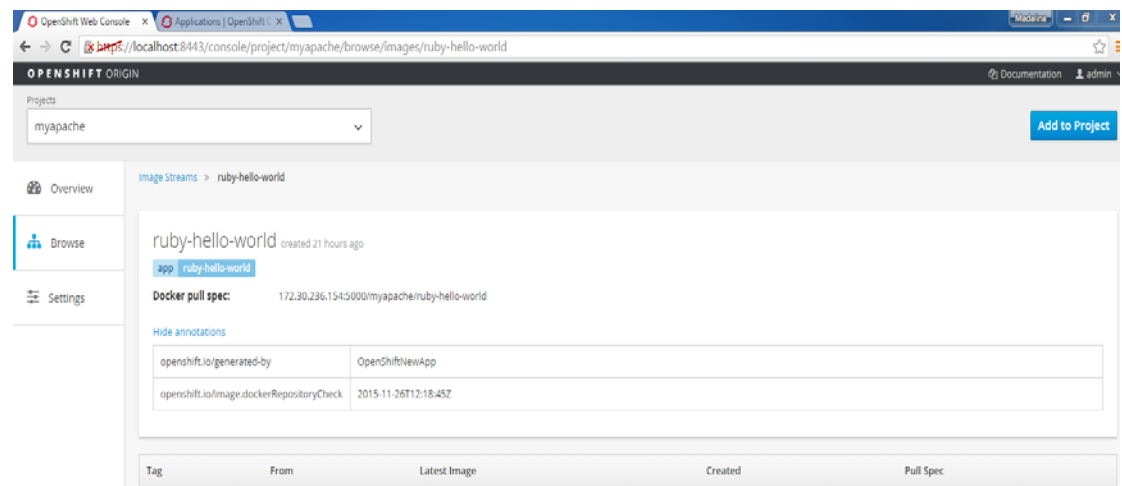 OpenShift Web Console × Applications | OpenShift ×
Madalina
https://localhost:8443/console/project/myapache/browse/images/ruby-hello-world
OPENSHIFT ORIGIN Documentation admin
Projects
myapache Add to Project
Overview Image Streams > ruby-hello-world
Browse ruby-hello-world created 21 hours ago
app ruby-hello-world
Settings Docker pull spec: 172.30.236.154:5000/myapache/ruby-hello-world
Hide annotations
openshift.io/generated-by OpenShiftNewApp
openshift.io/image.dockerRepositoryCheck 2015-11-26T12:18:45Z
Tag From Latest Image Created Pull Spec